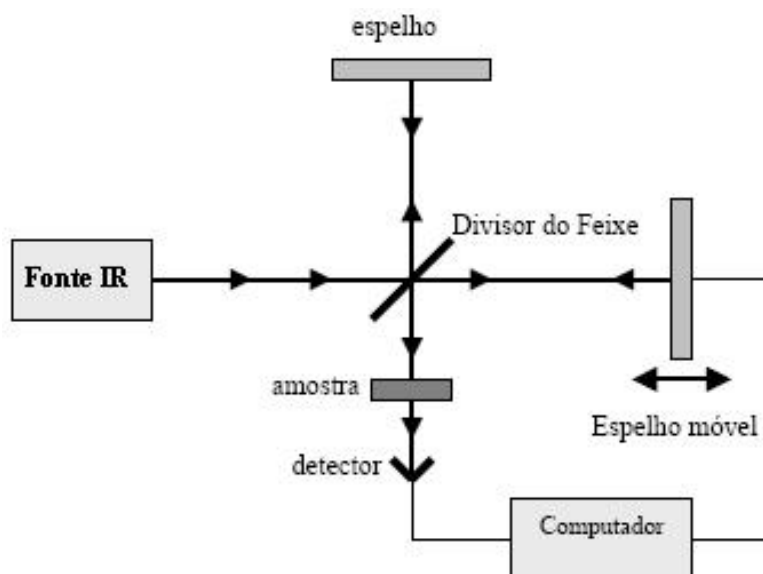 espelho
Divisor do Feixe
Fonte IR
amostra
Espelho móvel
detector
Computador